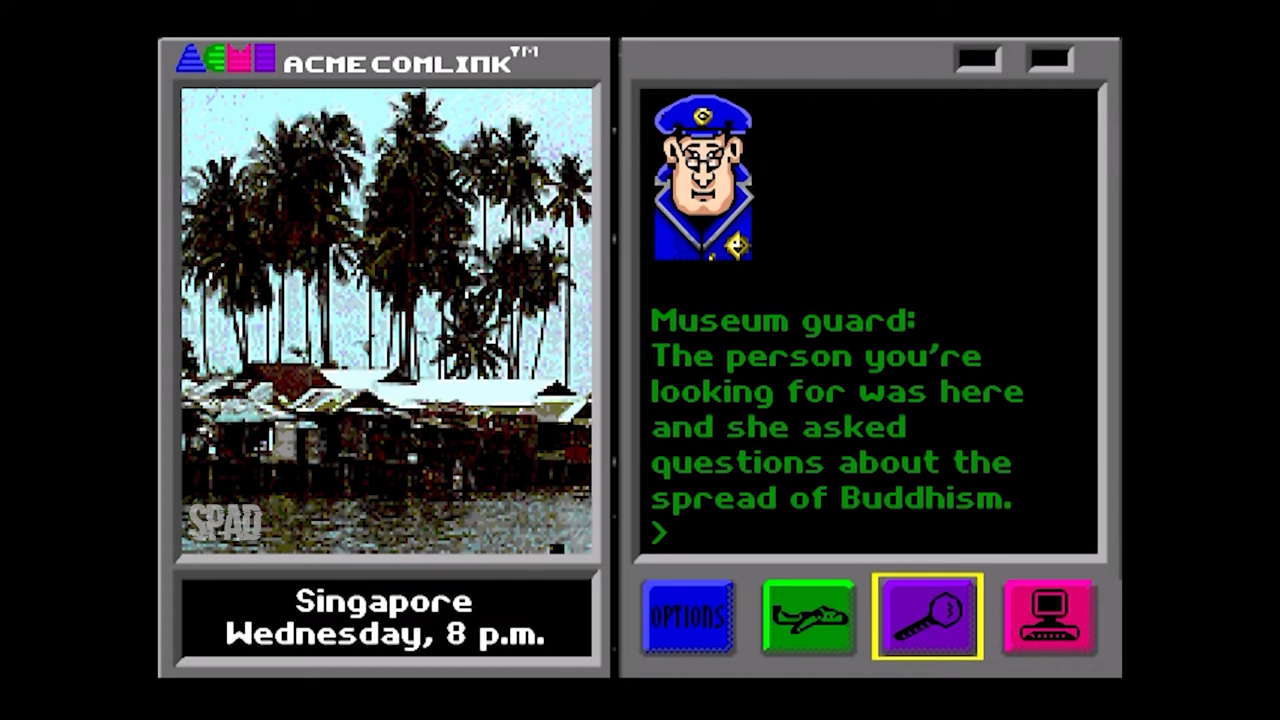 ACME ACME COMLINK™
SPAD
Singapore
Wednesday, 8 p.m.
Museum guard:
The person you're
looking for was here
and she asked
questions about the
spread of Buddhism.
>
OPTIONS